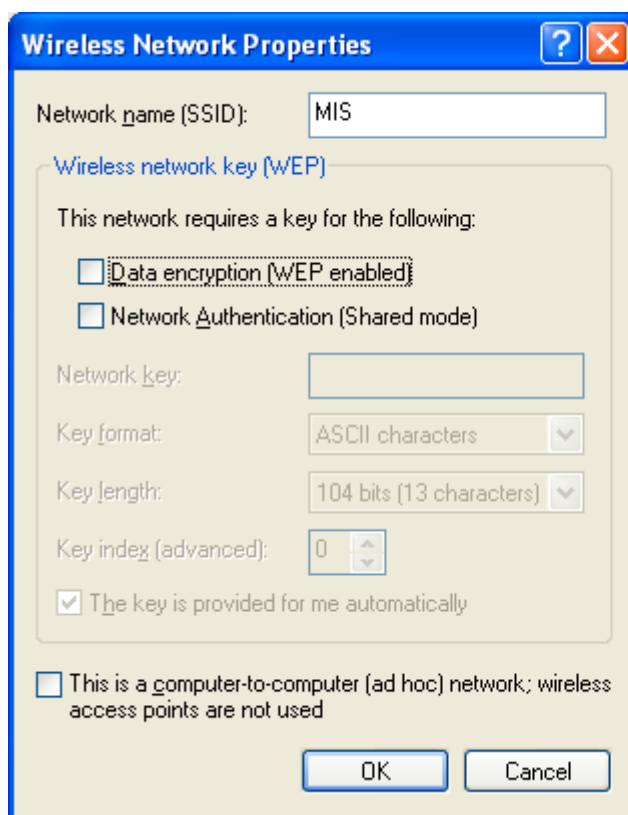 Wireless Network Properties
Network name (SSID): MIS
Wireless network key (WEP)
This network requires a key for the following:
Data encryption (WEP enabled)
Network Authentication (Shared mode)
Network key:
Key format: ASCII characters
Key length: 104 bits (13 characters)
Key index (advanced): 0
The key is provided for me automatically
This is a computer-to-computer (ad hoc) network; wireless
access points are not used
OK Cancel